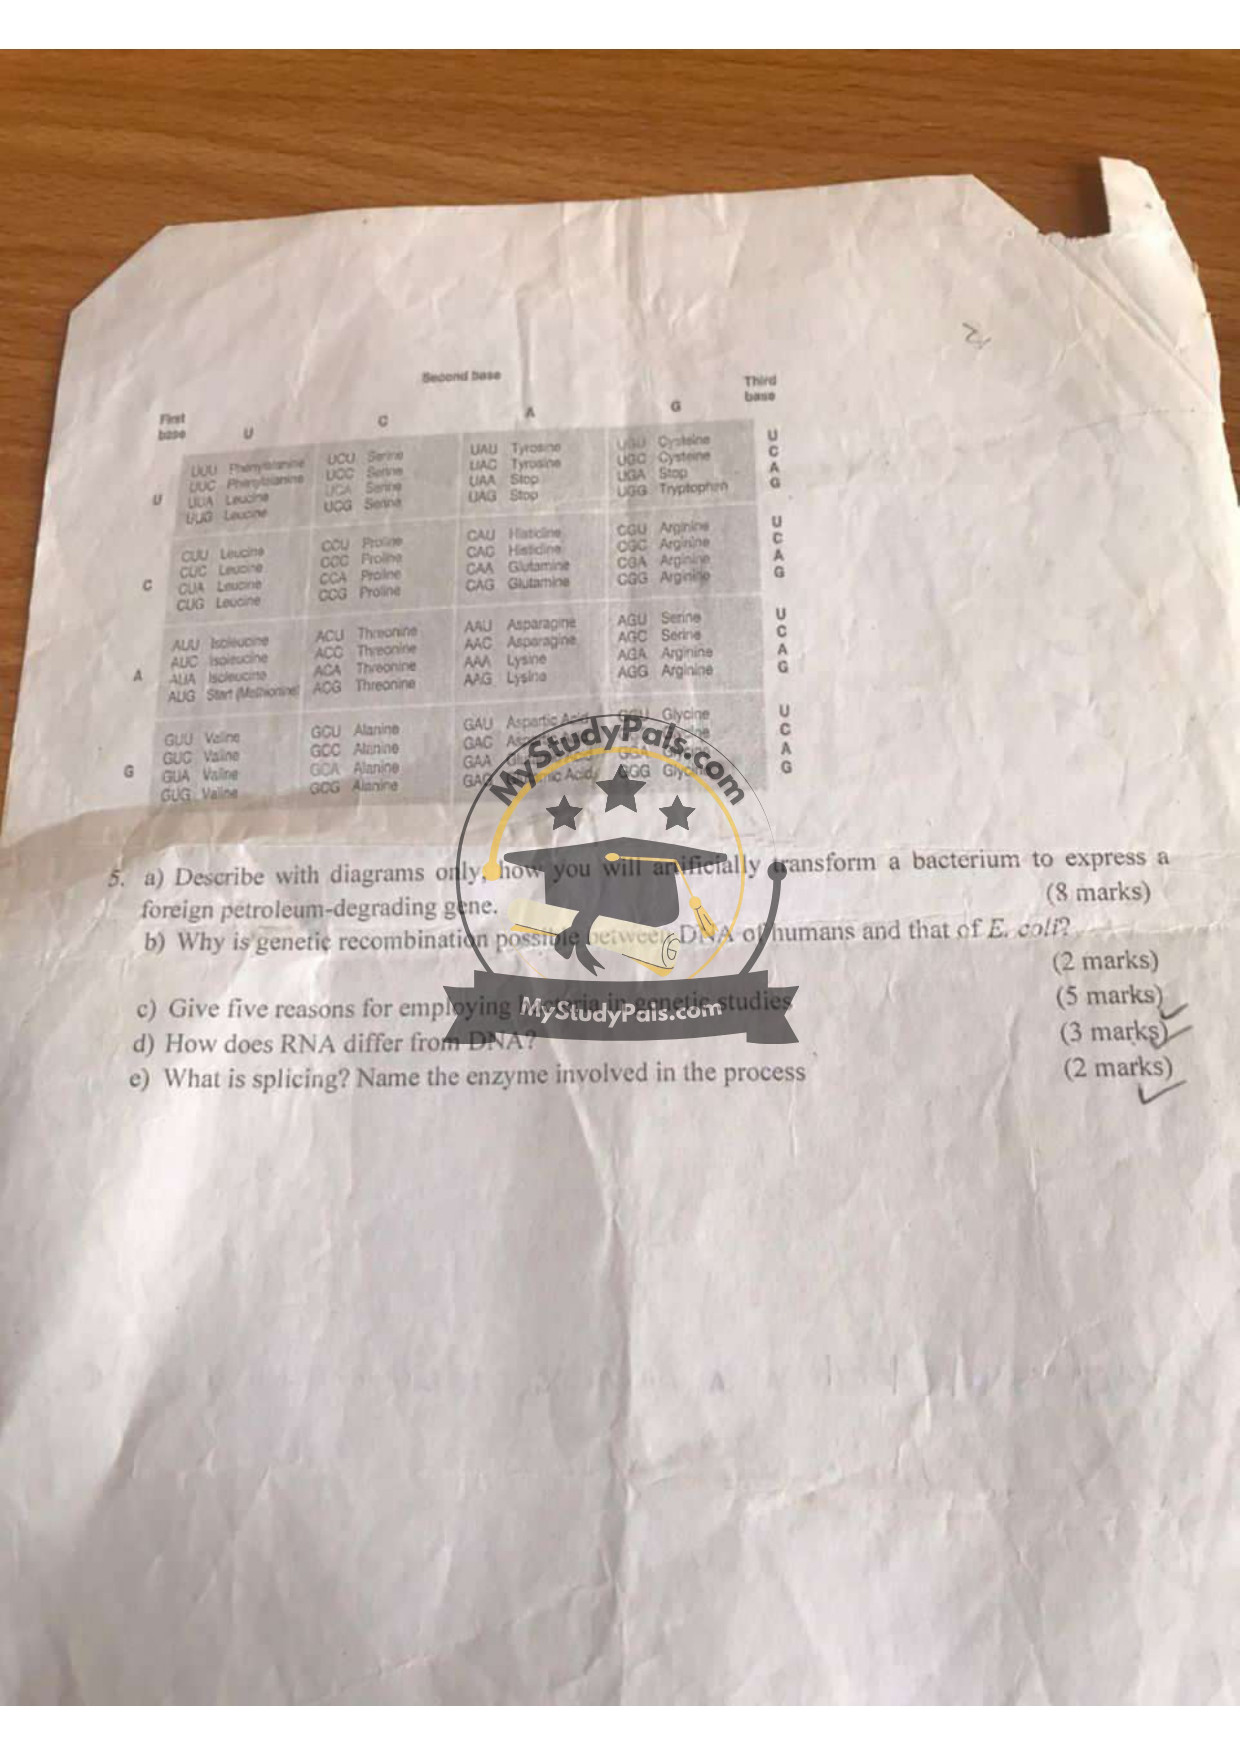 Second base
Third
base
First
base
U C A G
UUU Phenylalanine UCU Serine UAU Tyrosine UGU Cysteine U
UUC Phenylalanine UCC Serine UAC Tyrosine UGC Cysteine C
U UUA Leucine UCA Serine UAA Stop UGA Stop A
UUG Leucine UCG Serine UAG Stop UGG Tryptophan G
CUU Leucine CCU Proline CAU Histidine CGU Arginine U
CUC Leucine CCC Proline CAC Histidine CGC Arginine C
C CUA Leucine CCA Proline CAA Glutamine CGA Arginine A
CUG Leucine CCG Proline CAG Glutamine CGG Arginine G
AUU Isoleucine ACU Threonine AAU Asparagine AGU Serine U
AUC Isoleucine ACC Threonine AAC Asparagine AGC Serine C
A AUA Isoleucine ACA Threonine AAA Lysine AGA Arginine A
AUG Start (Methionine) ACG Threonine AAG Lysine AGG Arginine G
GUU Valine GCU Alanine GAU Aspartic Acid GGU Glycine U
GUC Valine GCC Alanine GAC C
G GUA Valine GCA Alanine GAA GGA Glycine A
GUG Valine GCG Alanine GAG GGG Glycine G
MyStudyPals.com
5. a) Describe with diagrams only, how you will artificially transform a bacterium to express a
foreign petroleum-degrading gene. (8 marks)
b) Why is genetic recombination possible between DNA of humans and that of E. coli?
(2 marks)
c) Give five reasons for employing bacteria in genetic studies (5 marks)
MyStudyPals.com
d) How does RNA differ from DNA? (3 marks)
e) What is splicing? Name the enzyme involved in the process (2 marks)